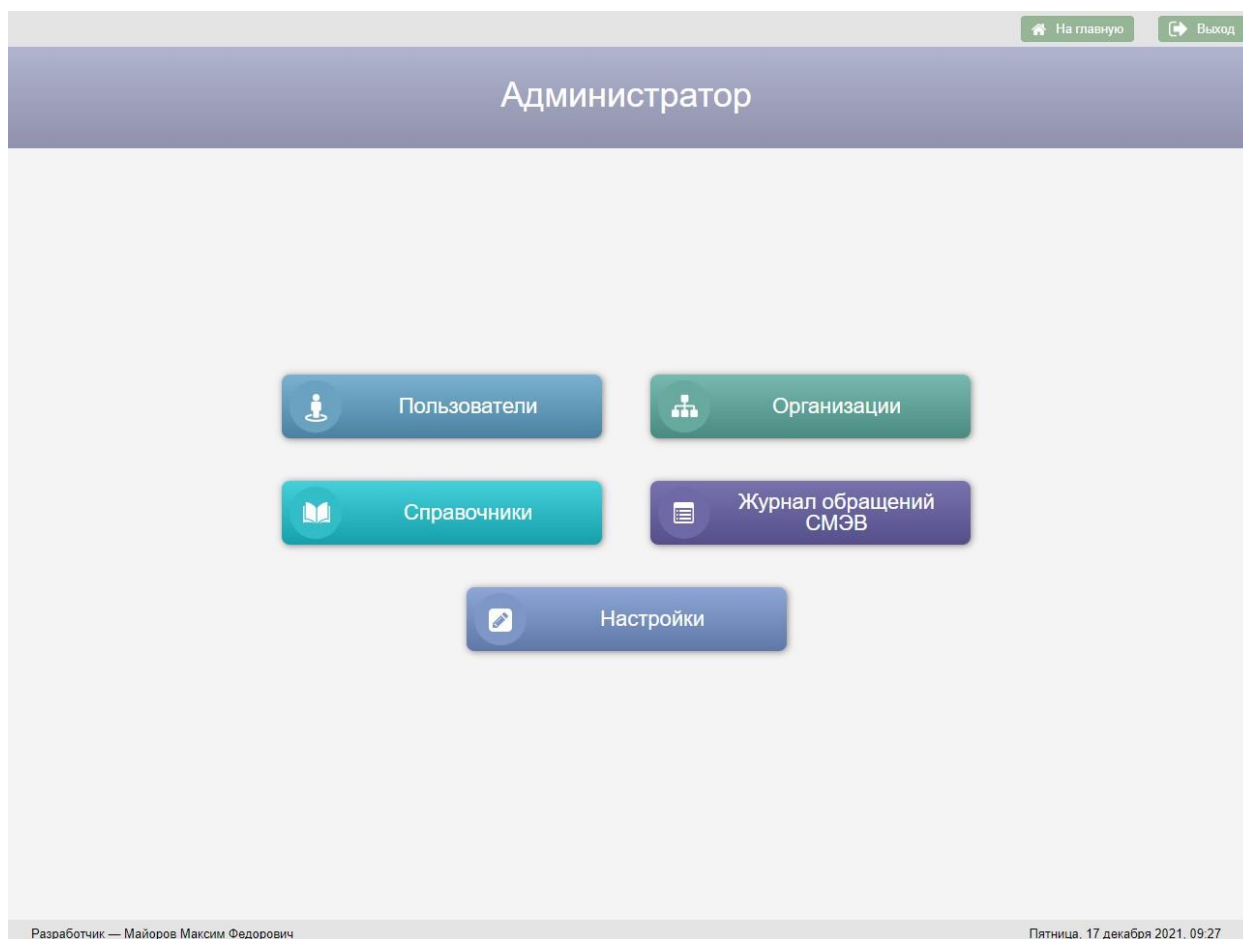 На главную
Выход
Администратор
Пользователи
Организации
Справочники
Журнал обращений
СМЭВ
Настройки
Разработчик — Майоров Максим Федорович
Пятница, 17 декабря 2021, 09:27